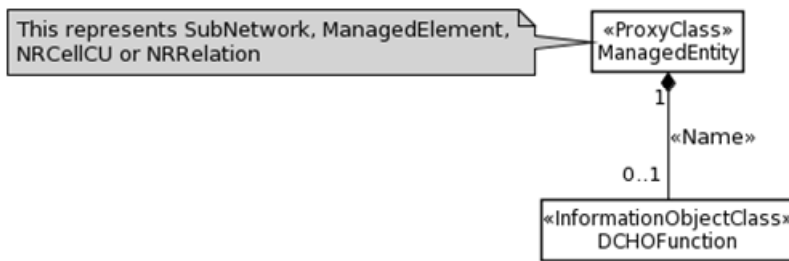 This represents SubNetwork, ManagedElement,
NRCellCU or NRRelation
«ProxyClass»
ManagedEntity
1
«Name»
0..1
«InformationObjectClass»
DCHOFunction